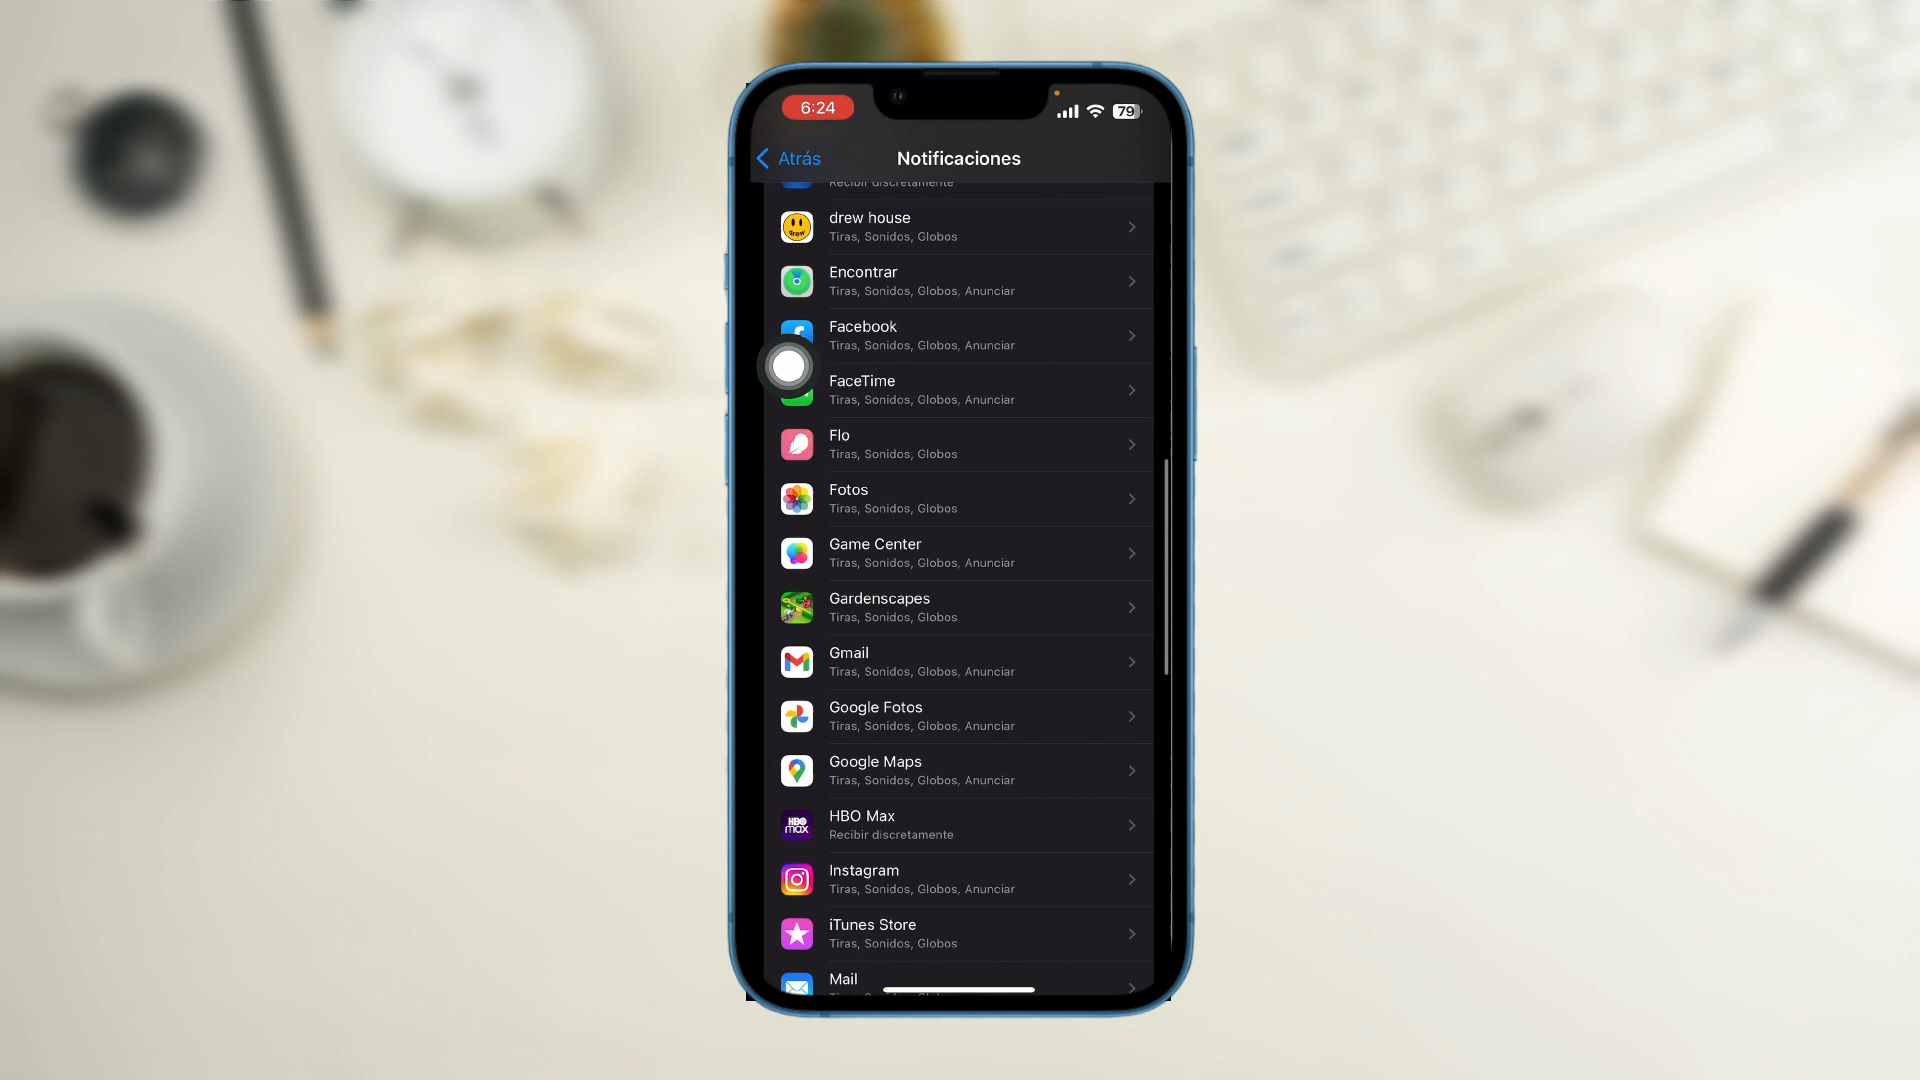 6:24
79
Atrás
Notificaciones
Recibir discretamente
drew house
drew
Tiras, Sonidos, Globos
Encontrar
Tiras, Sonidos, Globos, Anunciar
Facebook
Tiras, Sonidos, Globos, Anunciar
FaceTime
Tiras, Sonidos, Globos, Anunciar
Flo
Tiras, Sonidos, Globos
Fotos
Tiras, Sonidos, Globos
Game Center
Tiras, Sonidos, Globos, Anunciar
Gardenscapes
Tiras, Sonidos, Globos
Gmail
Tiras, Sonidos, Globos, Anunciar
Google Fotos
Tiras, Sonidos, Globos, Anunciar
Google Maps
Tiras, Sonidos, Globos, Anunciar
HBO Max
HBO
max
Recibir discretamente
Instagram
Tiras, Sonidos, Globos, Anunciar
iTunes Store
Tiras, Sonidos, Globos
Mail